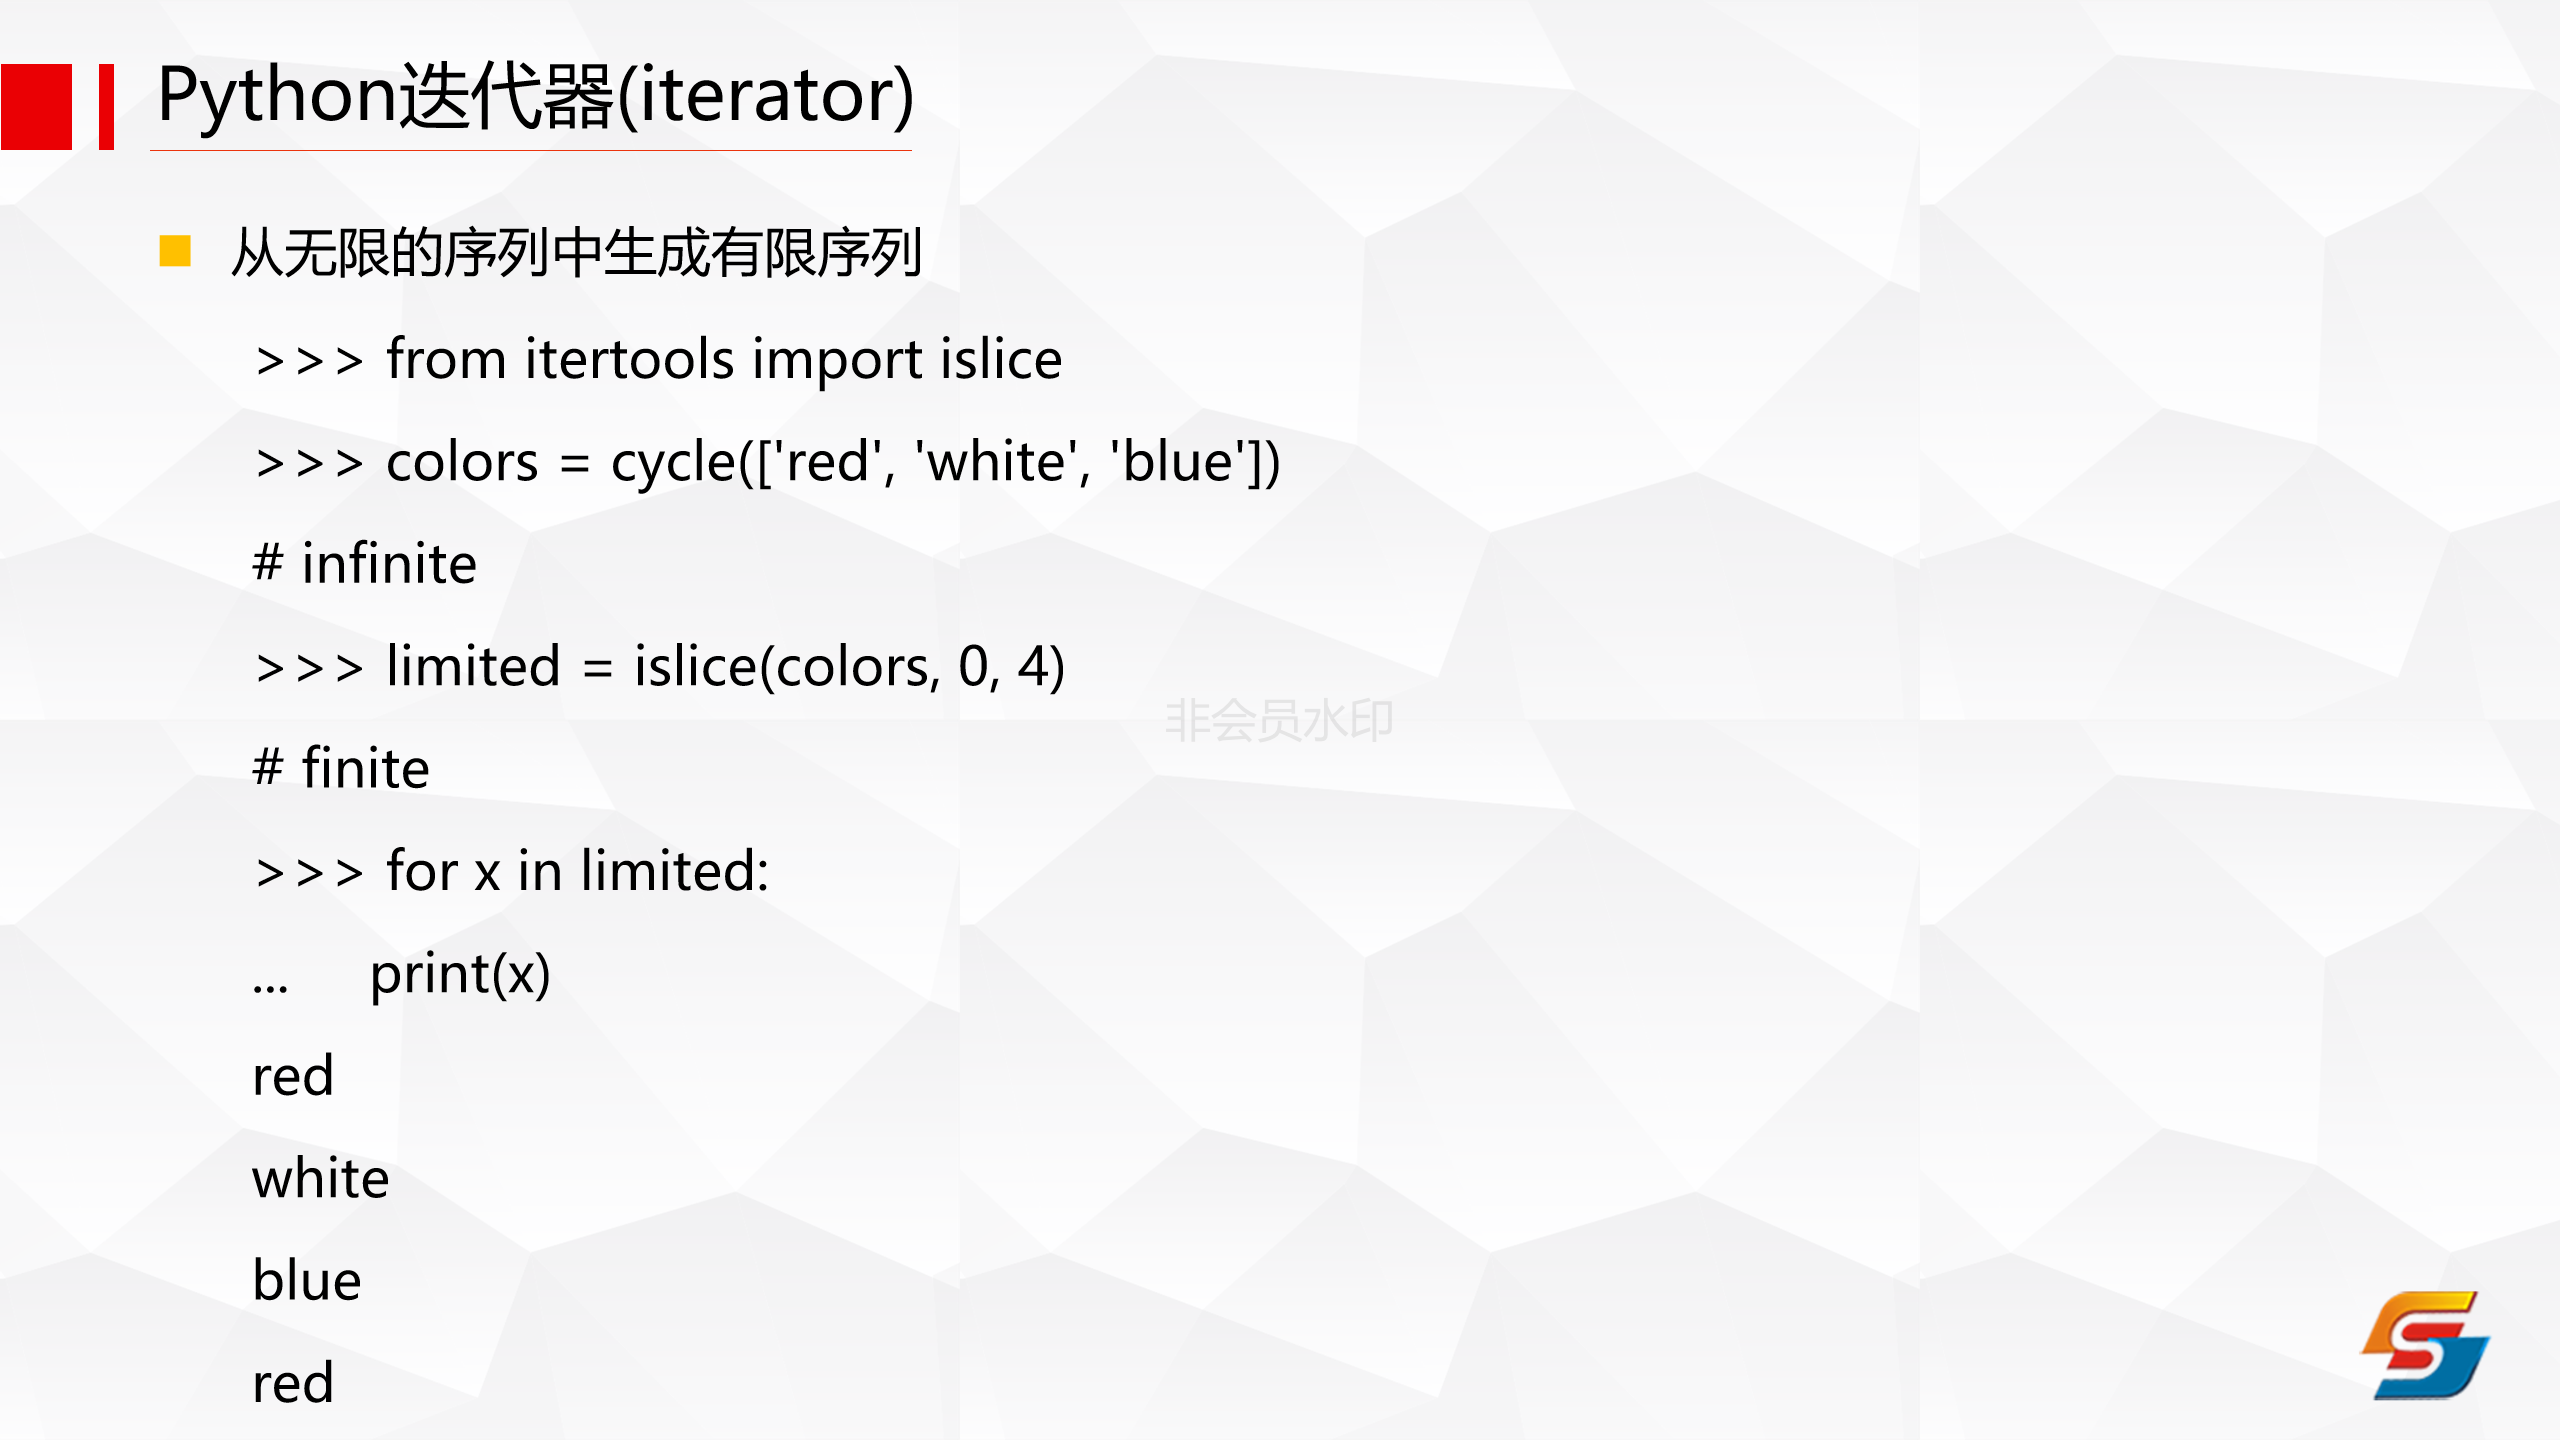 Python迭代器(iterator)
从无限的序列中生成有限序列
>>> from itertools import islice
>>> colors = cycle(['red', 'white', 'blue'])
# infinite
>>> limited = islice(colors, 0, 4)
非会员水印
# finite
>>> for x in limited:
...     print(x)
red
white
blue
red